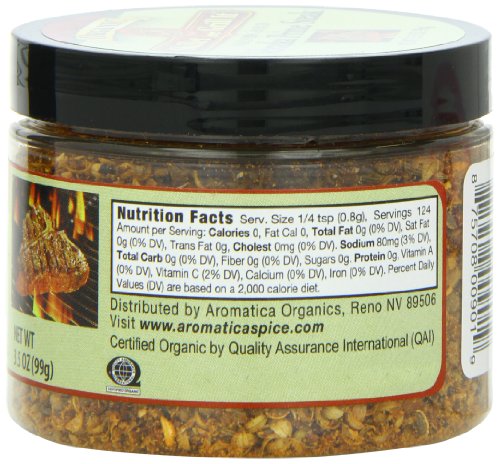 Nutrition Facts Serv. Size 1/4 tsp (0.8g), Servings 124
Amount per Serving: Calories 0, Fat Cal 0, Total Fat 0g (0% DV), Sat Fat
0g (0% DV), Trans Fat 0g, Cholest 0mg (0% DV), Sodium 80mg (3% DV),
Total Carb 0g (0% DV), Fiber 0g (0% DV), Sugars 0g, Protein 0g, Vitamin A
(0% DV), Vitamin C (2% DV), Calcium (0% DV), Iron (0% DV). Percent Daily
Values (DV) are based on a 2,000 calorie diet.
Distributed by Aromatica Organics, Reno NV 89506
Visit www.aromaticaspice.com
Certified Organic by Quality Assurance International (QAI)
NET WT
3.5 OZ (99g)
8 75708 00901 9